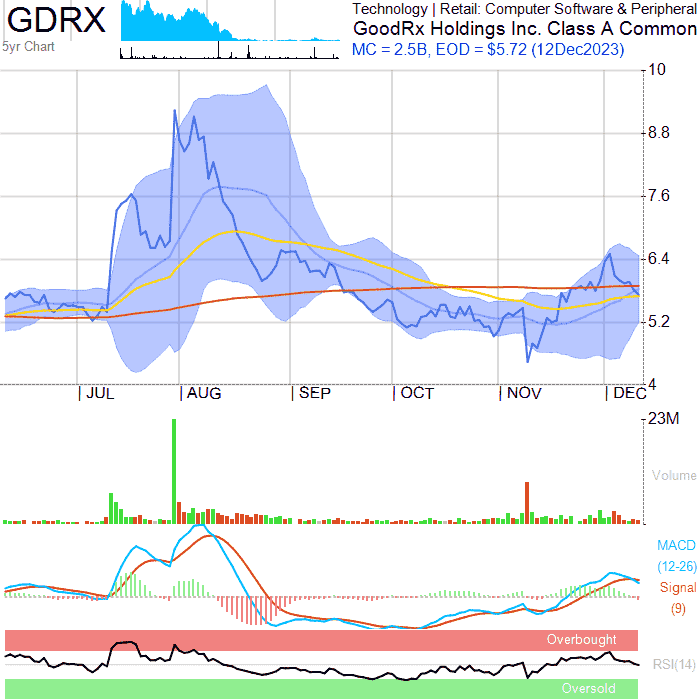 GDRX
5yr Chart
Technology | Retail: Computer Software & Peripheral
GoodRx Holdings Inc. Class A Common
MC = 2.5B, EOD = $5.72 (12Dec2023)
10
8.8
7.6
6.4
5.2
4
JUL
AUG
SEP
OCT
NOV
DEC
23M
Volume
MACD
(12-26)
Signal
(9)
Overbought
RSI(14)
Oversold